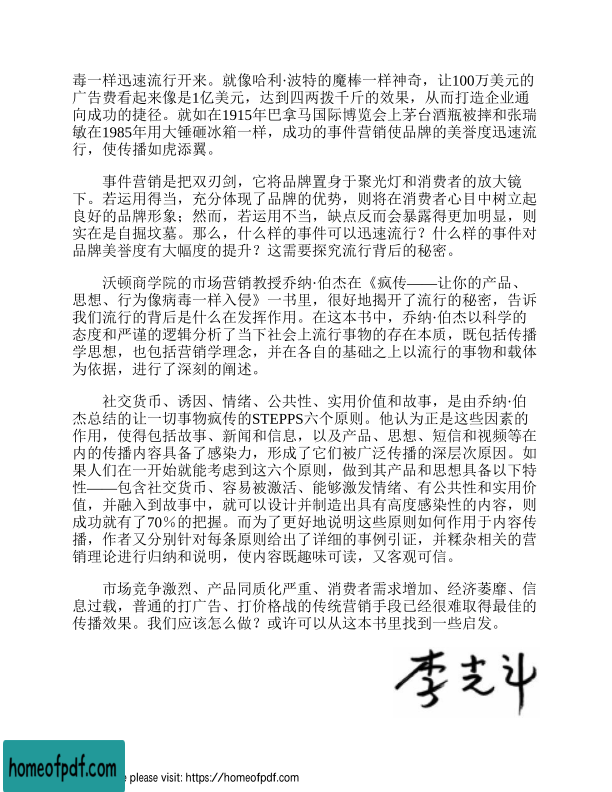 毒一样迅速流行开来。就像哈利·波特的魔棒一样神奇，让100万美元的
广告费看起来像是1亿美元，达到四两拨千斤的效果，从而打造企业通
向成功的捷径。就如在1915年巴拿马国际博览会上茅台酒瓶被摔和张瑞
敏在1985年用大锤砸冰箱一样，成功的事件营销使品牌的美誉度迅速流
行，使传播如虎添翼。
事件营销是把双刃剑，它将品牌置身于聚光灯和消费者的放大镜
下。若运用得当，充分体现了品牌的优势，则将在消费者心目中树立起
良好的品牌形象；然而，若运用不当，缺点反而会暴露得更加明显，则
实在是自掘坟墓。那么，什么样的事件可以迅速流行？什么样的事件对
品牌美誉度有大幅度的提升？这需要探究流行背后的秘密。
沃顿商学院的市场营销教授乔纳·伯杰在《疯传——让你的产品、
思想、行为像病毒一样入侵》一书里，很好地揭开了流行的秘密，告诉
我们流行的背后是什么在发挥作用。在这本书中，乔纳·伯杰以科学的
态度和严谨的逻辑分析了当下社会上流行事物的存在本质，既包括传播
学思想，也包括营销学理念，并在各自的基础之上以流行的事物和载体
为依据，进行了深刻的阐述。
社交货币、诱因、情绪、公共性、实用价值和故事，是由乔纳·伯
杰总结的让一切事物疯传的STEPPS六个原则。他认为正是这些因素的
作用，使得包括故事、新闻和信息，以及产品、思想、短信和视频等在
内的传播内容具备了感染力，形成了它们被广泛传播的深层次原因。如
果人们在一开始就能考虑到这六个原则，做到其产品和思想具备以下特
性——包含社交货币、容易被激活、能够激发情绪、有公共性和实用价
值，并融入到故事中，就可以设计并制造出具有高度感染性的内容，则
成功就有了70％的把握。而为了更好地说明这些原则如何作用于内容传
播，作者又分别针对每条原则给出了详细的事例引证，并糅杂相关的营
销理论进行归纳和说明，使内容既趣味可读，又客观可信。
市场竞争激烈、产品同质化严重、消费者需求增加、经济萎靡、信
息过载，普通的打广告、打价格战的传统营销手段已经很难取得最佳的
传播效果。我们应该怎么做？或许可以从这本书里找到一些启发。
李光斗
homeofpdf.com
please visit: https://homeofpdf.com